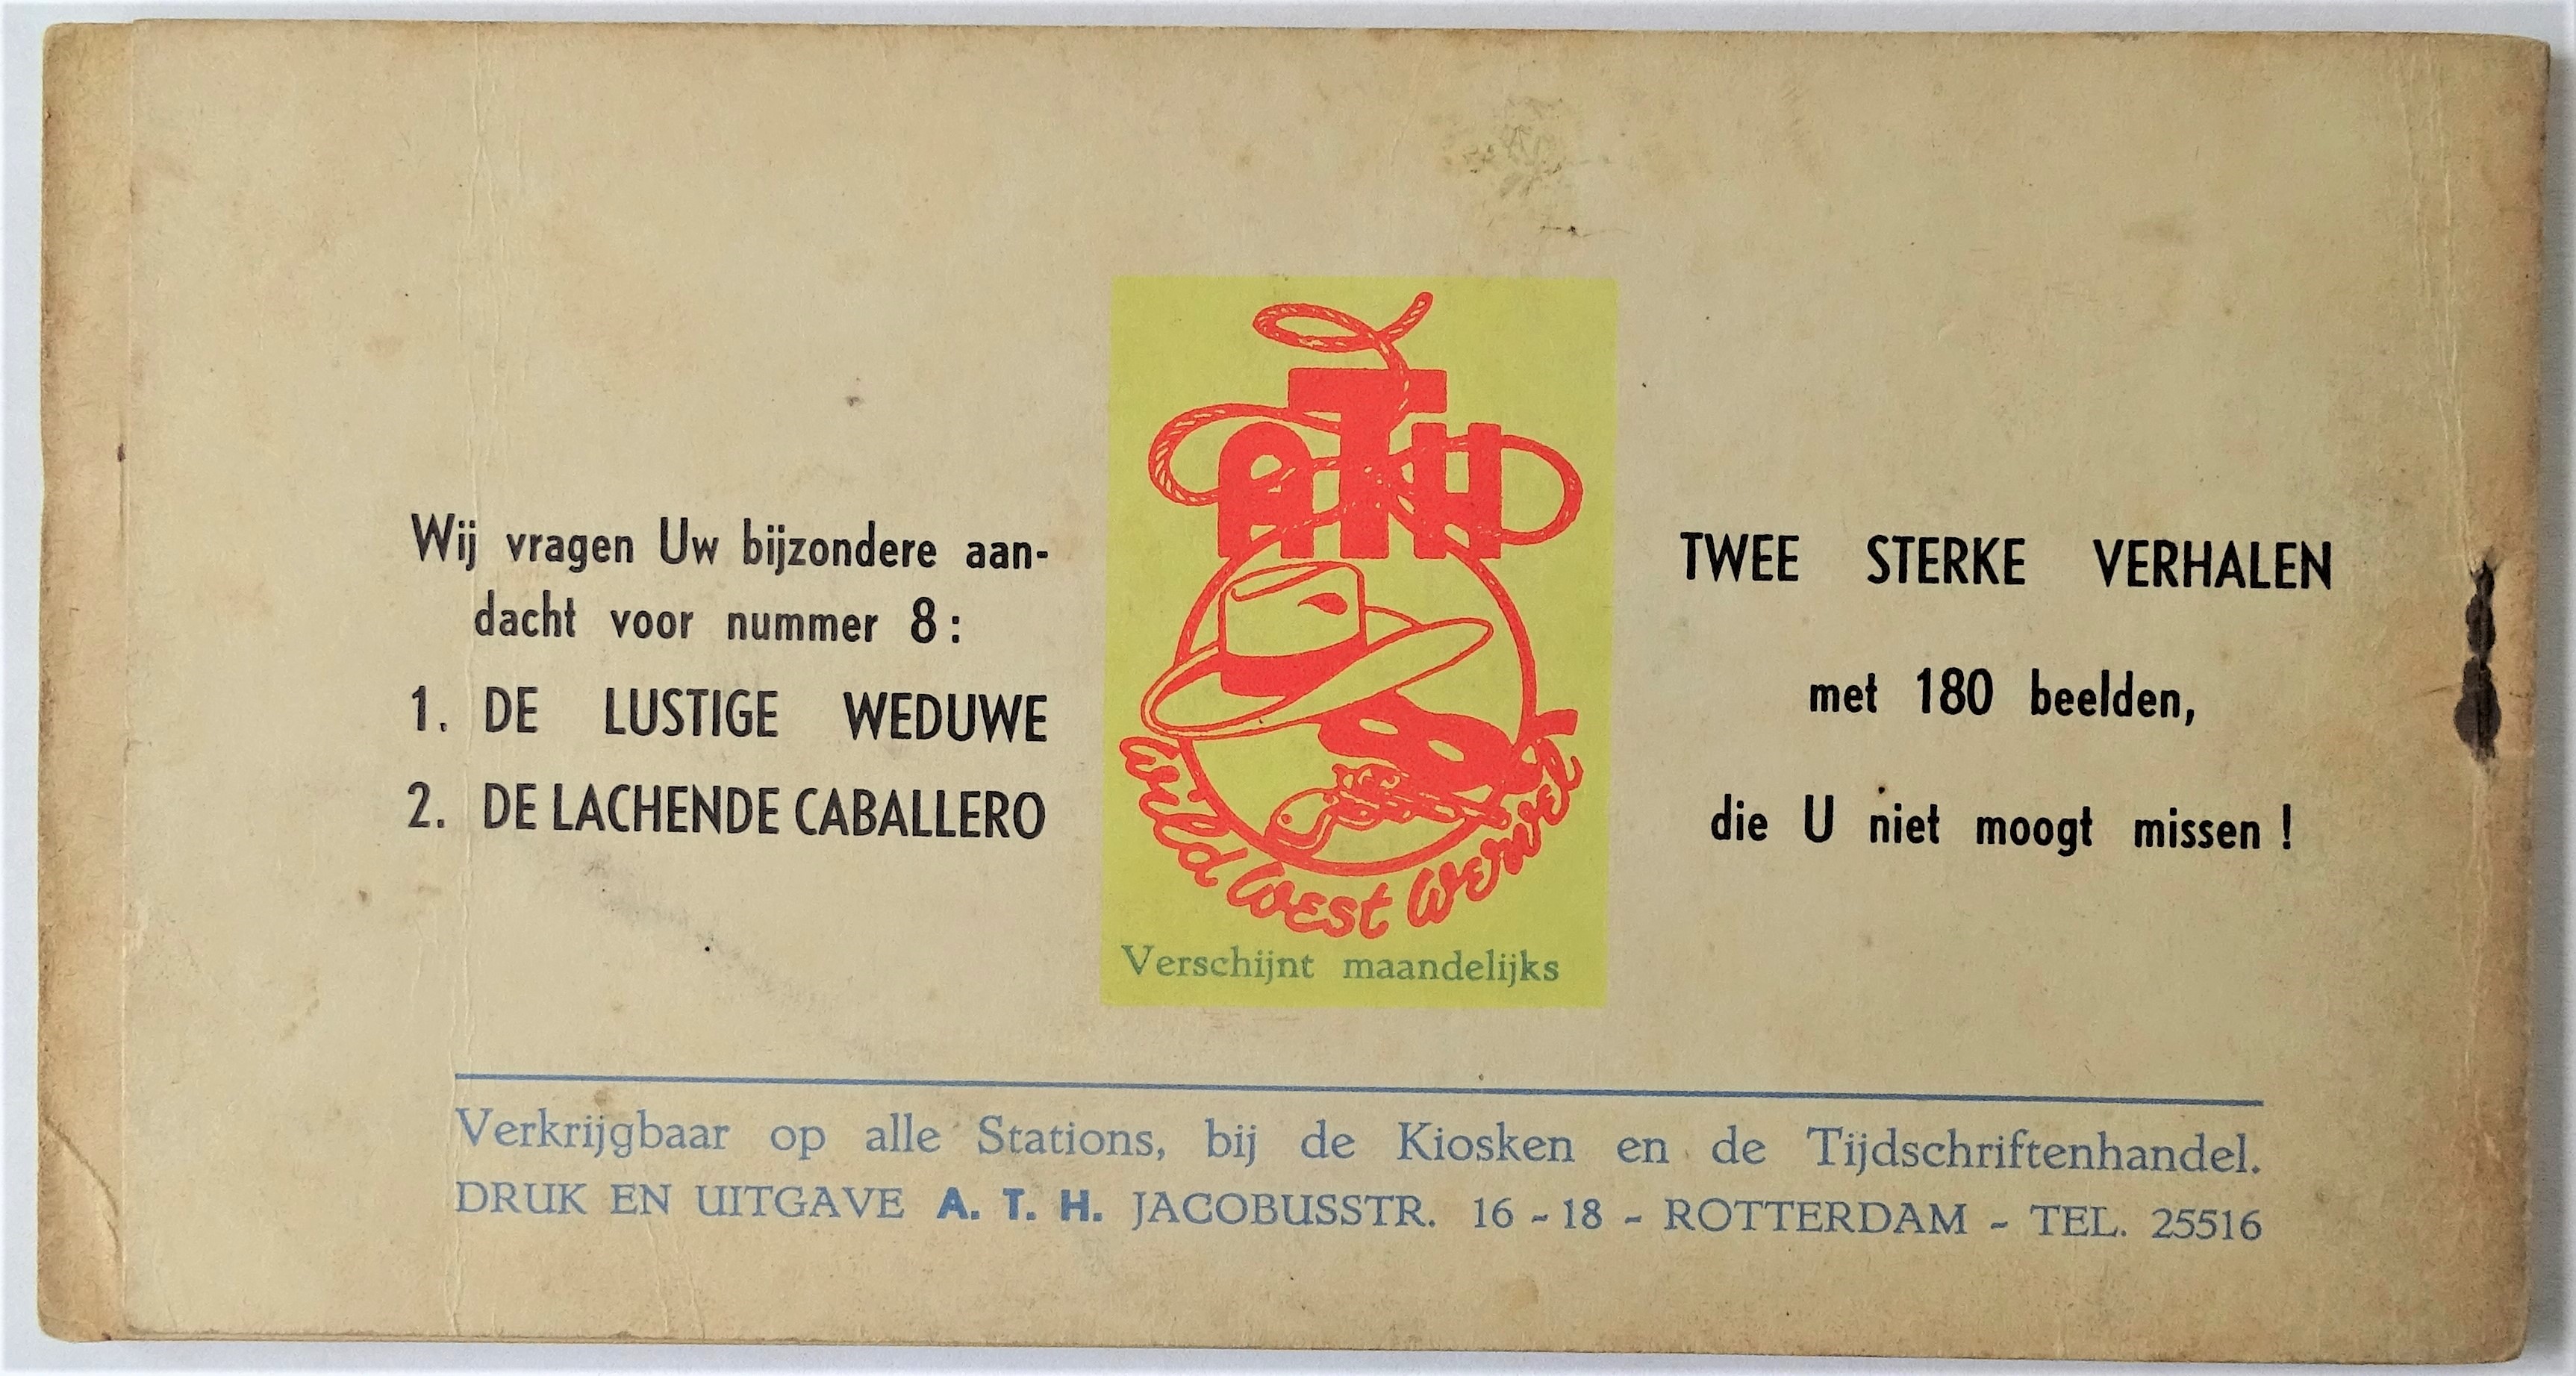 Wij vragen Uw bijzondere aan-
dacht voor nummer 8:
1. DE LUSTIGE WEDUWE
2. DE LACHENDE CABALLERO
ATH
Wild West Wervel
Verschijnt maandelijks
TWEE STERKE VERHALEN
met 180 beelden,
die U niet moogt missen!
Verkrijgbaar op alle Stations, bij de Kiosken en de Tijdschriftenhandel.
DRUK EN UITGAVE A. T. H. JACOBUSSTR. 16 - 18 - ROTTERDAM - TEL. 25516